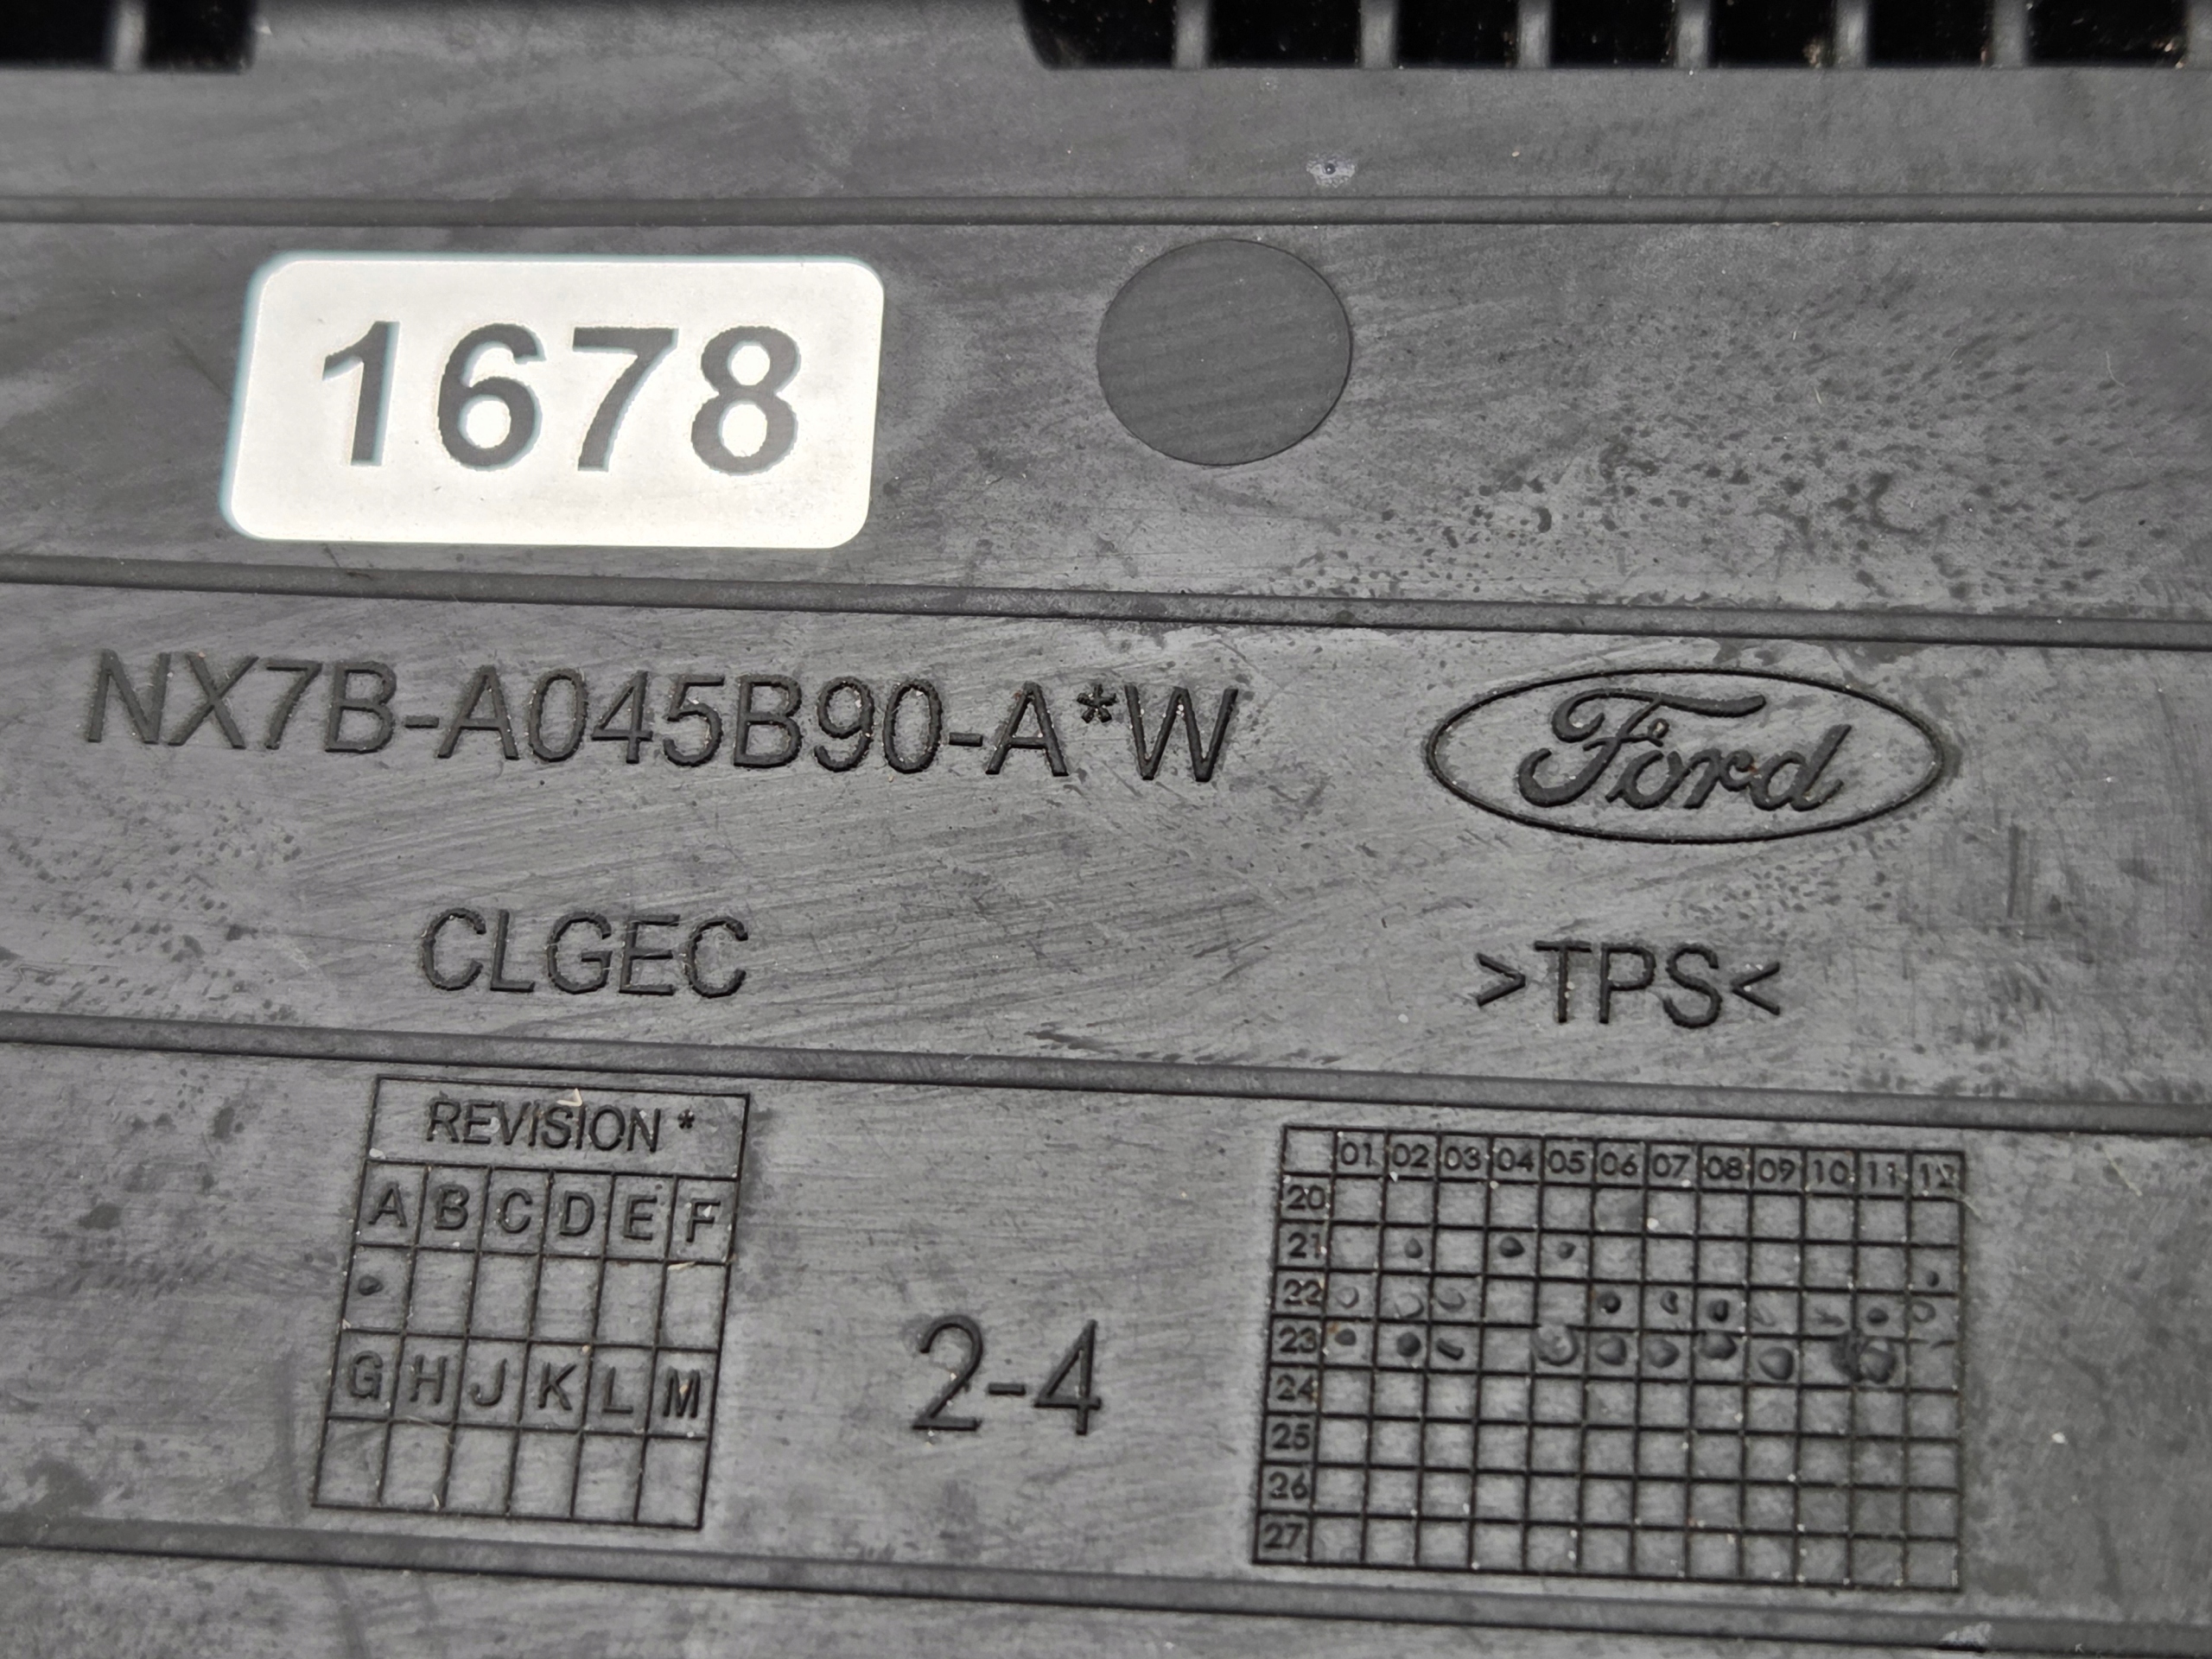 1678
NX7B-A045B90-A*W
Ford
CLGEC
>TPS<
REVISION *
A B C D E F
G H J K L M
2-4
01 02 03 04 05 06 07 08 09 10 11 12
20
21
22
23
24
25
26
27